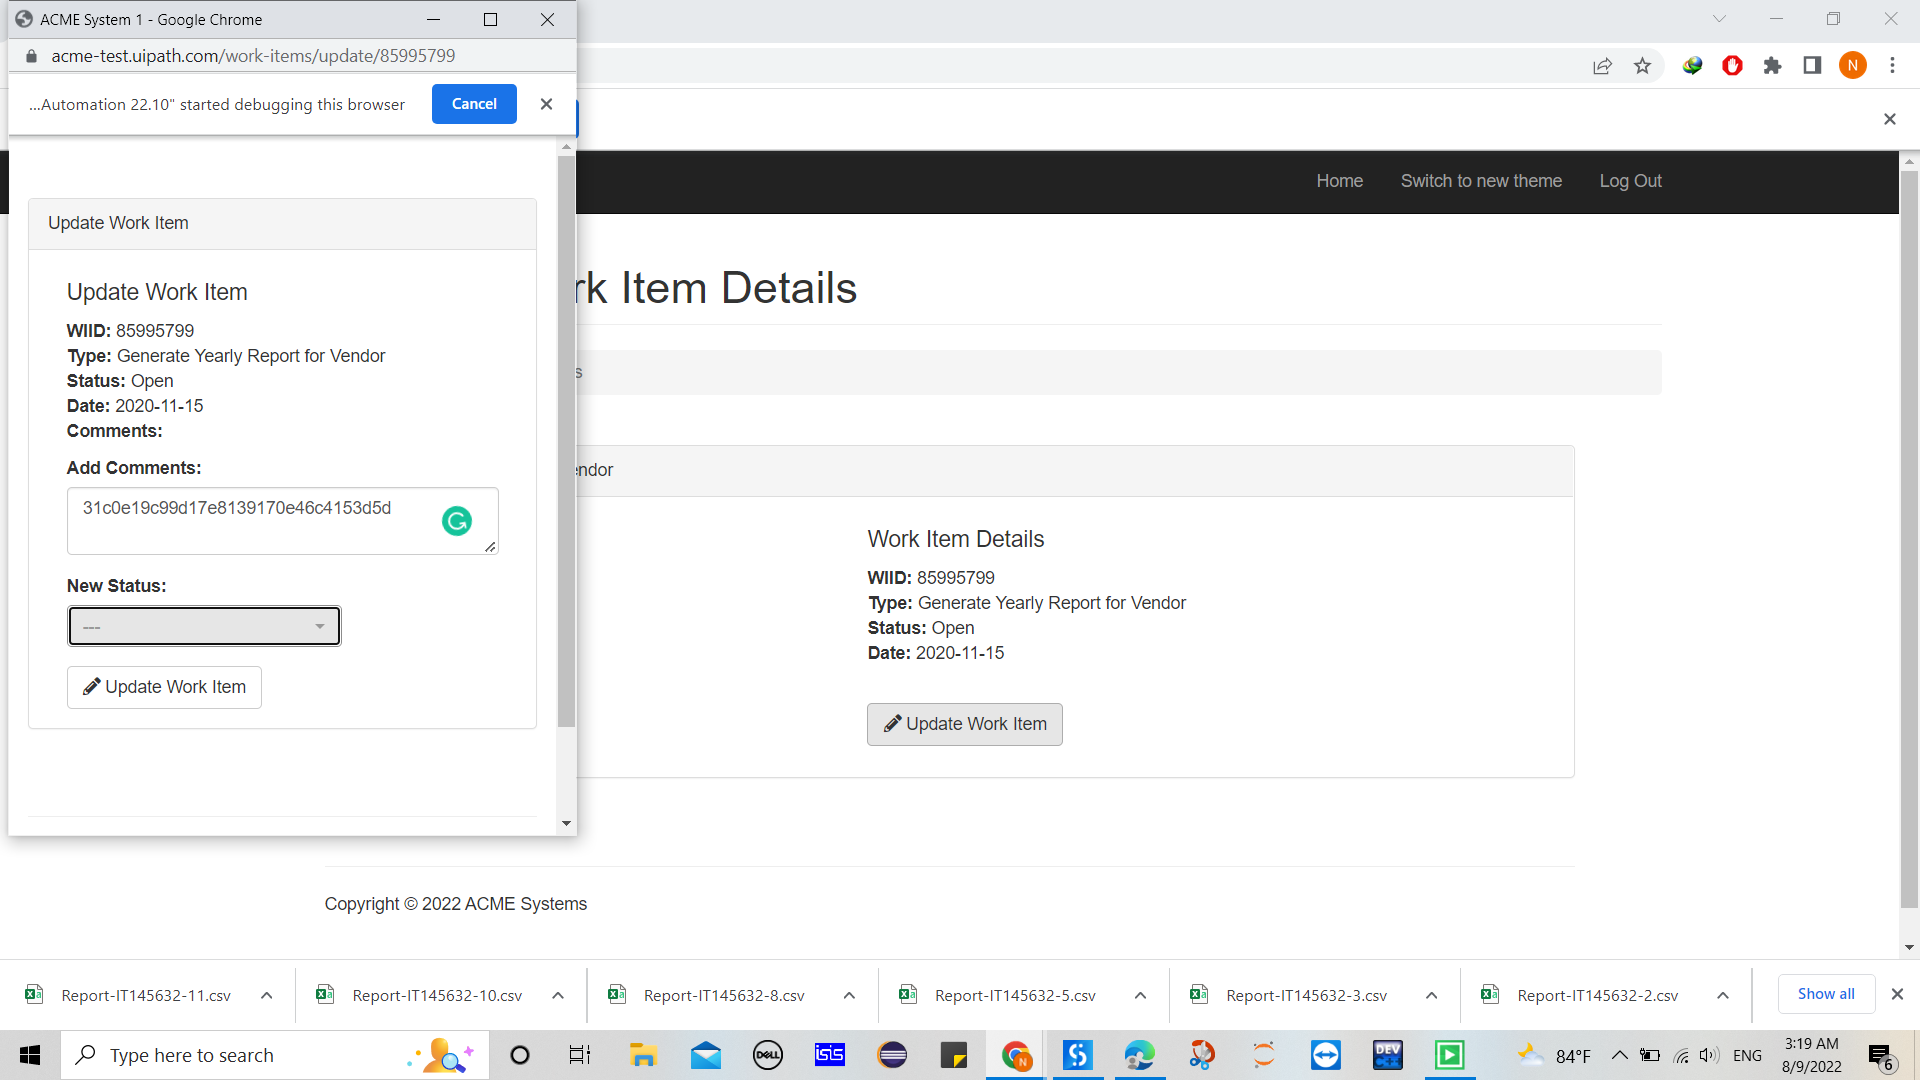 ACME System 1 - Google Chrome
acme-test.uipath.com/work-items/update/85995799
...Automation 22.10" started debugging this browser
Cancel
Update Work Item
Update Work Item
WIID: 85995799
Type: Generate Yearly Report for Vendor
Status: Open
Date: 2020-11-15
Comments:
Add Comments:
31c0e19c99d17e8139170e46c4153d5d
New Status:
---
Update Work Item
N
Home
Switch to new theme
Log Out
rk Item Details
s
endor
Work Item Details
WIID: 85995799
Type: Generate Yearly Report for Vendor
Status: Open
Date: 2020-11-15
Update Work Item
Copyright © 2022 ACME Systems
Report-IT145632-11.csv
Report-IT145632-10.csv
Report-IT145632-8.csv
Report-IT145632-5.csv
Report-IT145632-3.csv
Report-IT145632-2.csv
Show all
Type here to search
DELL
isis
N
DEV
84°F
ENG
3:19 AM
8/9/2022
6